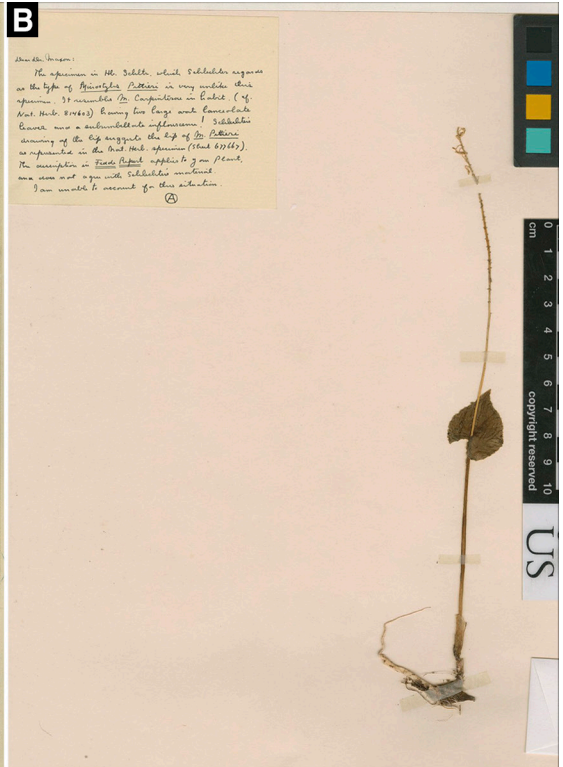 B
Dear Dr. Maxon:
The specimen in Hb. Schltr. which Schlechter regards
as the type of Microstylis Pittieri is very unlike this
specimen. It resembles M. Carpinterae in habit. (cf.
Nat. Herb. 814603) having two large ovate lanceolate
leaves and a subumbellate inflorescence! Schlechter's
drawing of the lip suggests the lip of M. Pittieri
as represented in the Nat. Herb. specimen (Sheet 677667).
The description in Fedde Repert applies to your plant,
and does not agree with Schlechter's material.
I am unable to account for this situation.
A
0
cm
1
2
3
4
5
6
7
8
9
10
copyright reserved
US